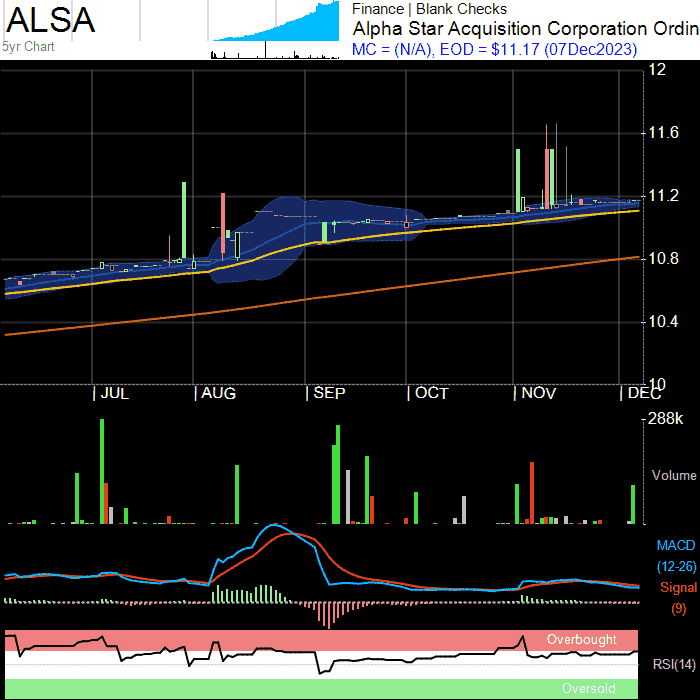 ALSA
5yr Chart
Finance | Blank Checks
Alpha Star Acquisition Corporation Ordin
MC = (N/A), EOD = $11.17 (07Dec2023)
12
11.6
11.2
10.8
10.4
10
JUL
AUG
SEP
OCT
NOV
DEC
288k
Volume
MACD
(12-26)
Signal
(9)
Overbought
RSI(14)
Oversold